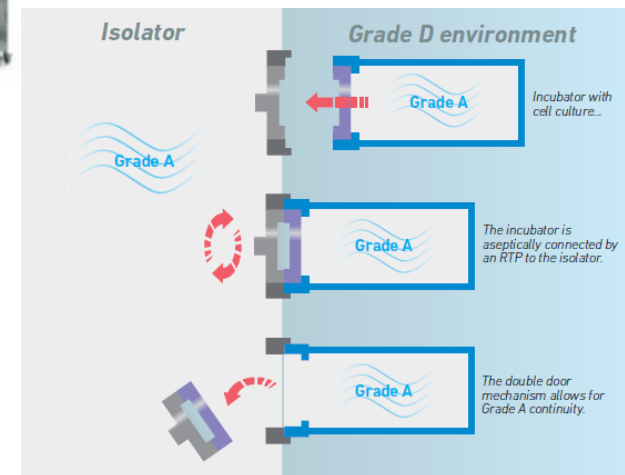 Isolator
Grade D environment
Grade A
Incubator with
cell culture...
Grade A
Grade A
The incubator is
aseptically connected by
an RTP to the isolator.
Grade A
The double door
mechanism allows for
Grade A continuity.